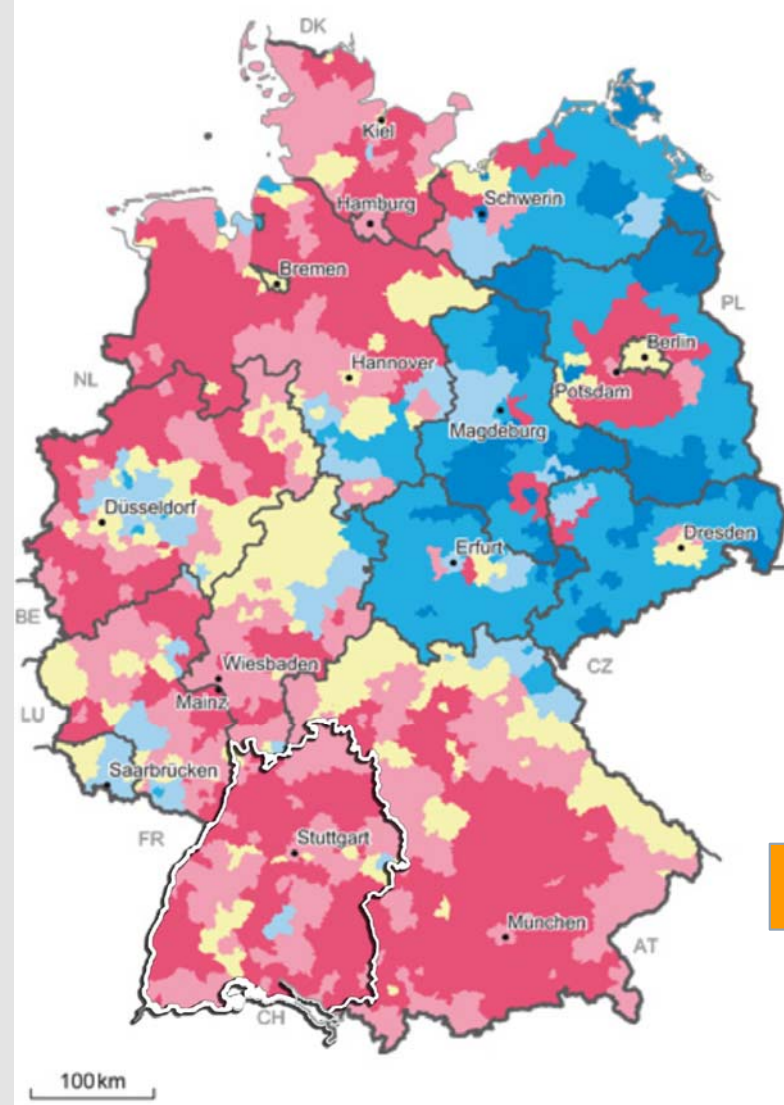 DK
Kiel
Schwerin
Hamburg
Bremen
PL
Berlin
Hannover
NL
Potsdam
Magdeburg
Düsseldorf
Dresden
Erfurt
BE
Wiesbaden
CZ
Mainz
LU
Saarbrücken
FR
Stuttgart
München
AT
CH
100 km